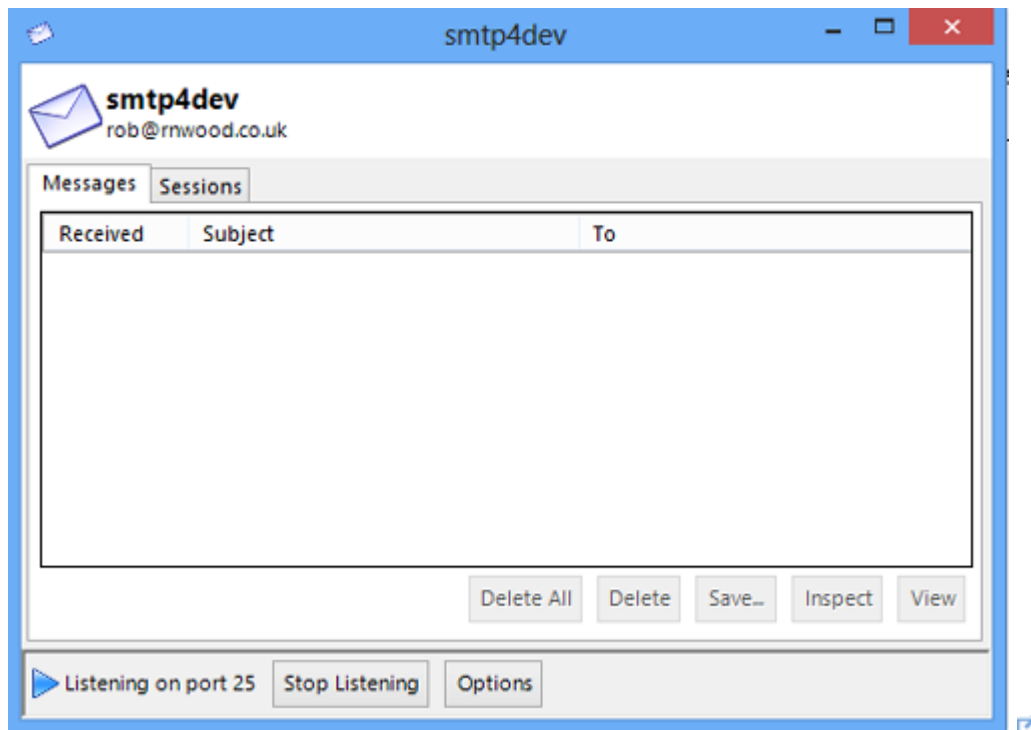 smtp4dev
smtp4dev
rob@rnwood.co.uk
Messages Sessions
Received Subject To
Delete All Delete Save... Inspect View
Listening on port 25 Stop Listening Options